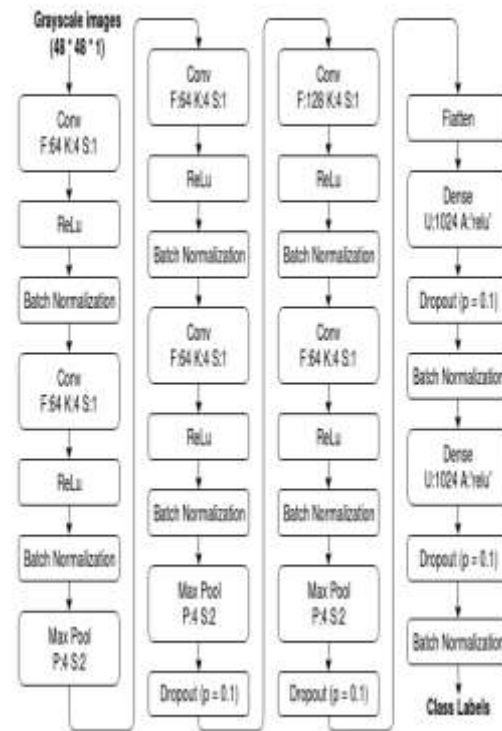 Grayscale images
(48 * 48 * 1)
Conv
F:64 K:4 S:1
ReLu
Batch Normalization
Conv
F:64 K:4 S:1
ReLu
Batch Normalization
Max Pool
P:4 S:2
Conv
F:64 K:4 S:1
ReLu
Batch Normalization
Conv
F:64 K:4 S:1
ReLu
Batch Normalization
Max Pool
P:4 S:2
Dropout (p = 0.1)
Conv
F:128 K:4 S:1
ReLu
Batch Normalization
Conv
F:64 K:4 S:1
ReLu
Batch Normalization
Max Pool
P:4 S:2
Dropout (p = 0.1)
Flatten
Dense
U:1024 A:'relu'
Dropout (p = 0.1)
Batch Normalization
Dense
U:1024 A:'relu'
Dropout (p = 0.1)
Batch Normalization
Class Labels